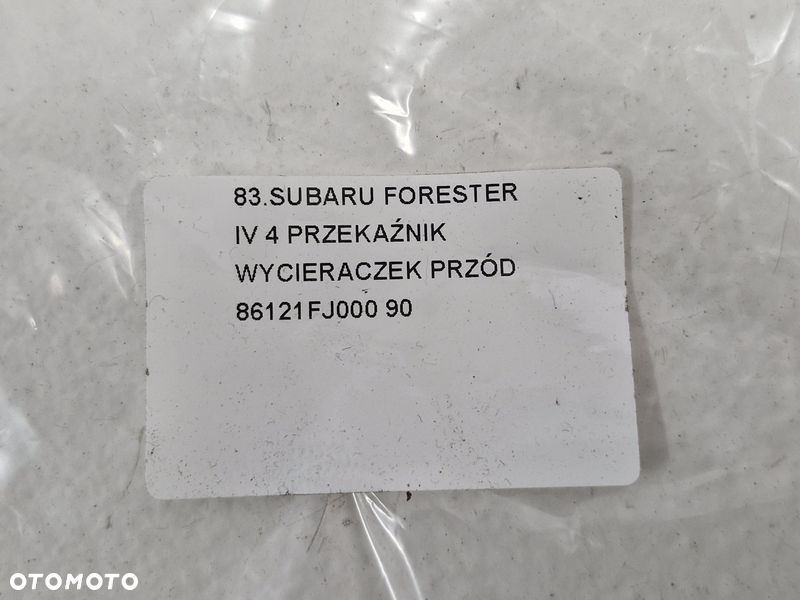 83.SUBARU FORESTER
IV 4 PRZEKAŹNIK
WYCIERACZEK PRZÓD
86121FJ000 90
OTOMOTO